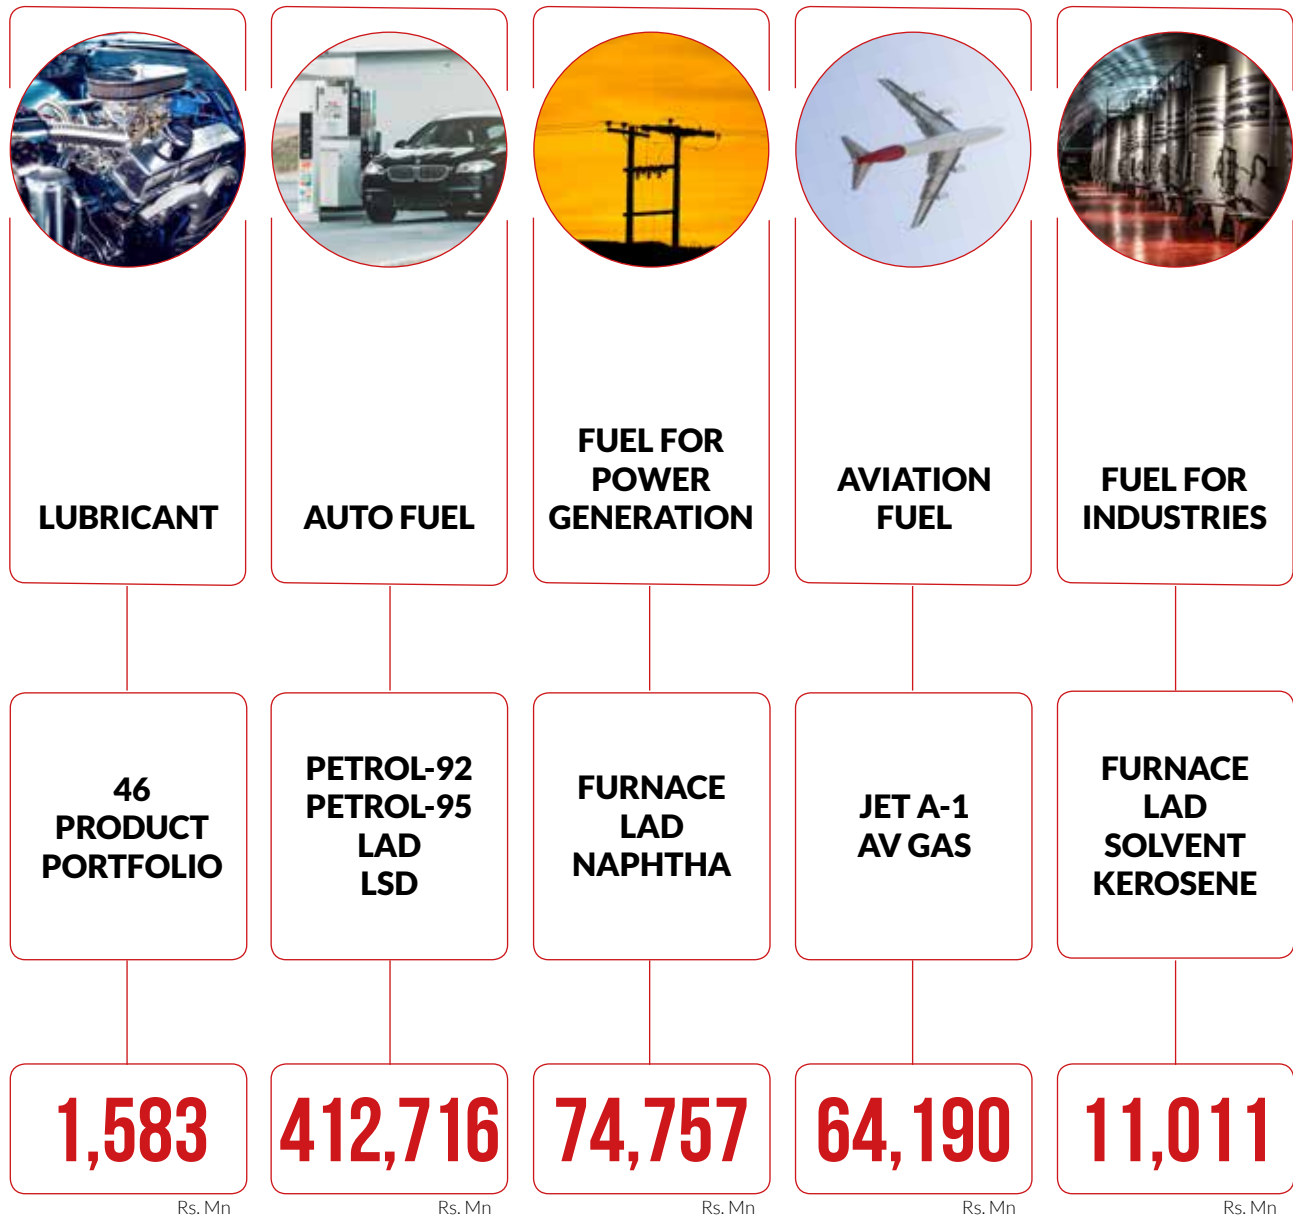 LUBRICANT
AUTO FUEL
FUEL FOR
POWER
GENERATION
AVIATION
FUEL
FUEL FOR
INDUSTRIES
46
PRODUCT
PORTFOLIO
PETROL-92
PETROL-95
LAD
LSD
FURNACE
LAD
NAPHTHA
JET A-1
AV GAS
FURNACE
LAD
SOLVENT
KEROSENE
1,583
Rs. Mn
412,716
Rs. Mn
74,757
Rs. Mn
64,190
Rs. Mn
11,011
Rs. Mn